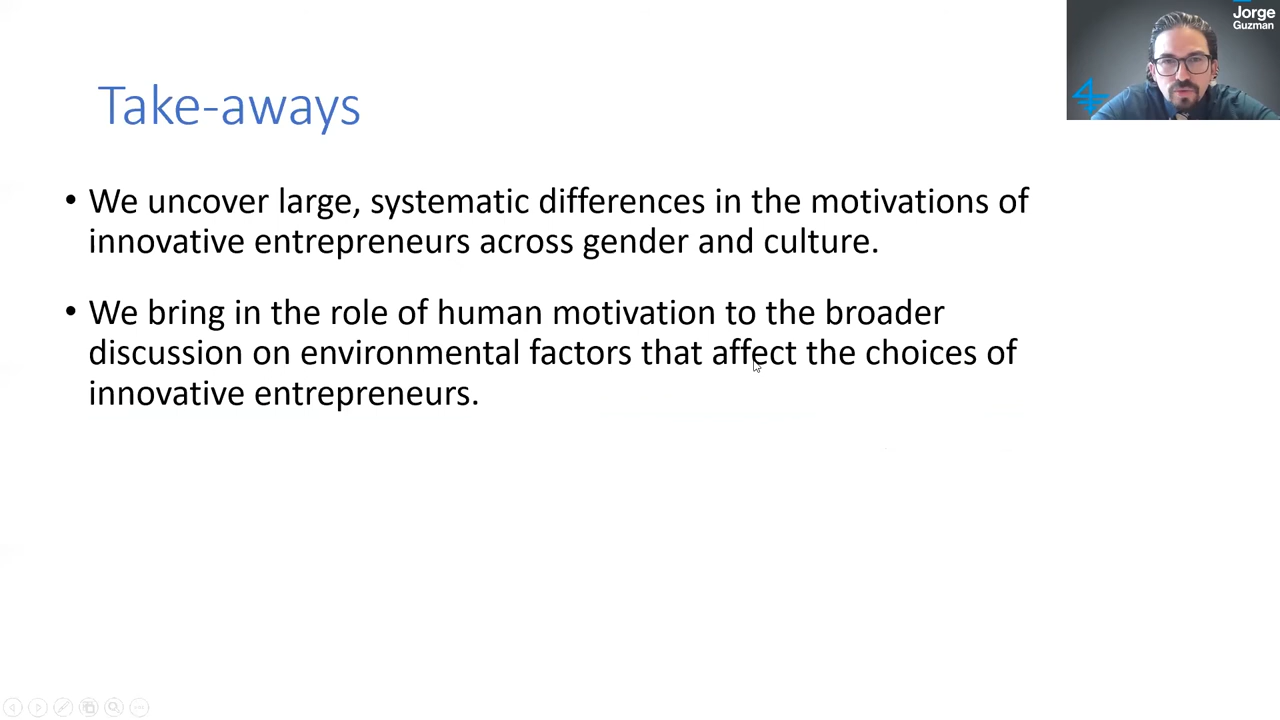 Jorge
Guzman
Take-aways
• We uncover large, systematic differences in the motivations of
innovative entrepreneurs across gender and culture.
• We bring in the role of human motivation to the broader
discussion on environmental factors that affect the choices of
innovative entrepreneurs.